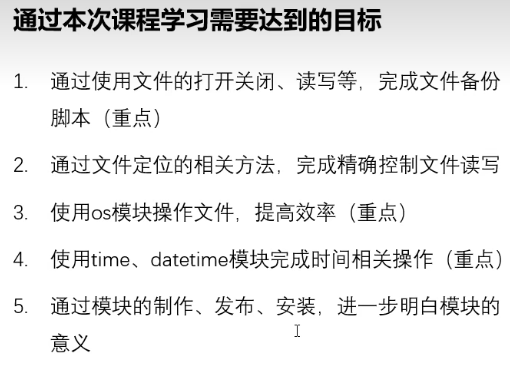 通过本次课程学习需要达到的目标
1. 通过使用文件的打开关闭、读写等，完成文件备份
脚本（重点）
2. 通过文件定位的相关方法，完成精确控制文件读写
3. 使用os模块操作文件，提高效率（重点）
4. 使用time、datetime模块完成时间相关操作（重点）
5. 通过模块的制作、发布、安装，进一步明白模块的
意义